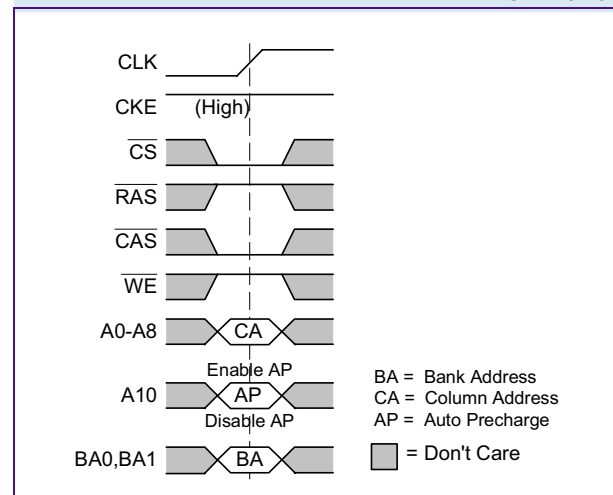 CLK
CKE (High)
CS
RAS
CAS
WE
A0-A8 CA
Enable AP
A10 AP
Disable AP
BA0,BA1 BA
BA = Bank Address
CA = Column Address
AP = Auto Precharge
= Don't Care